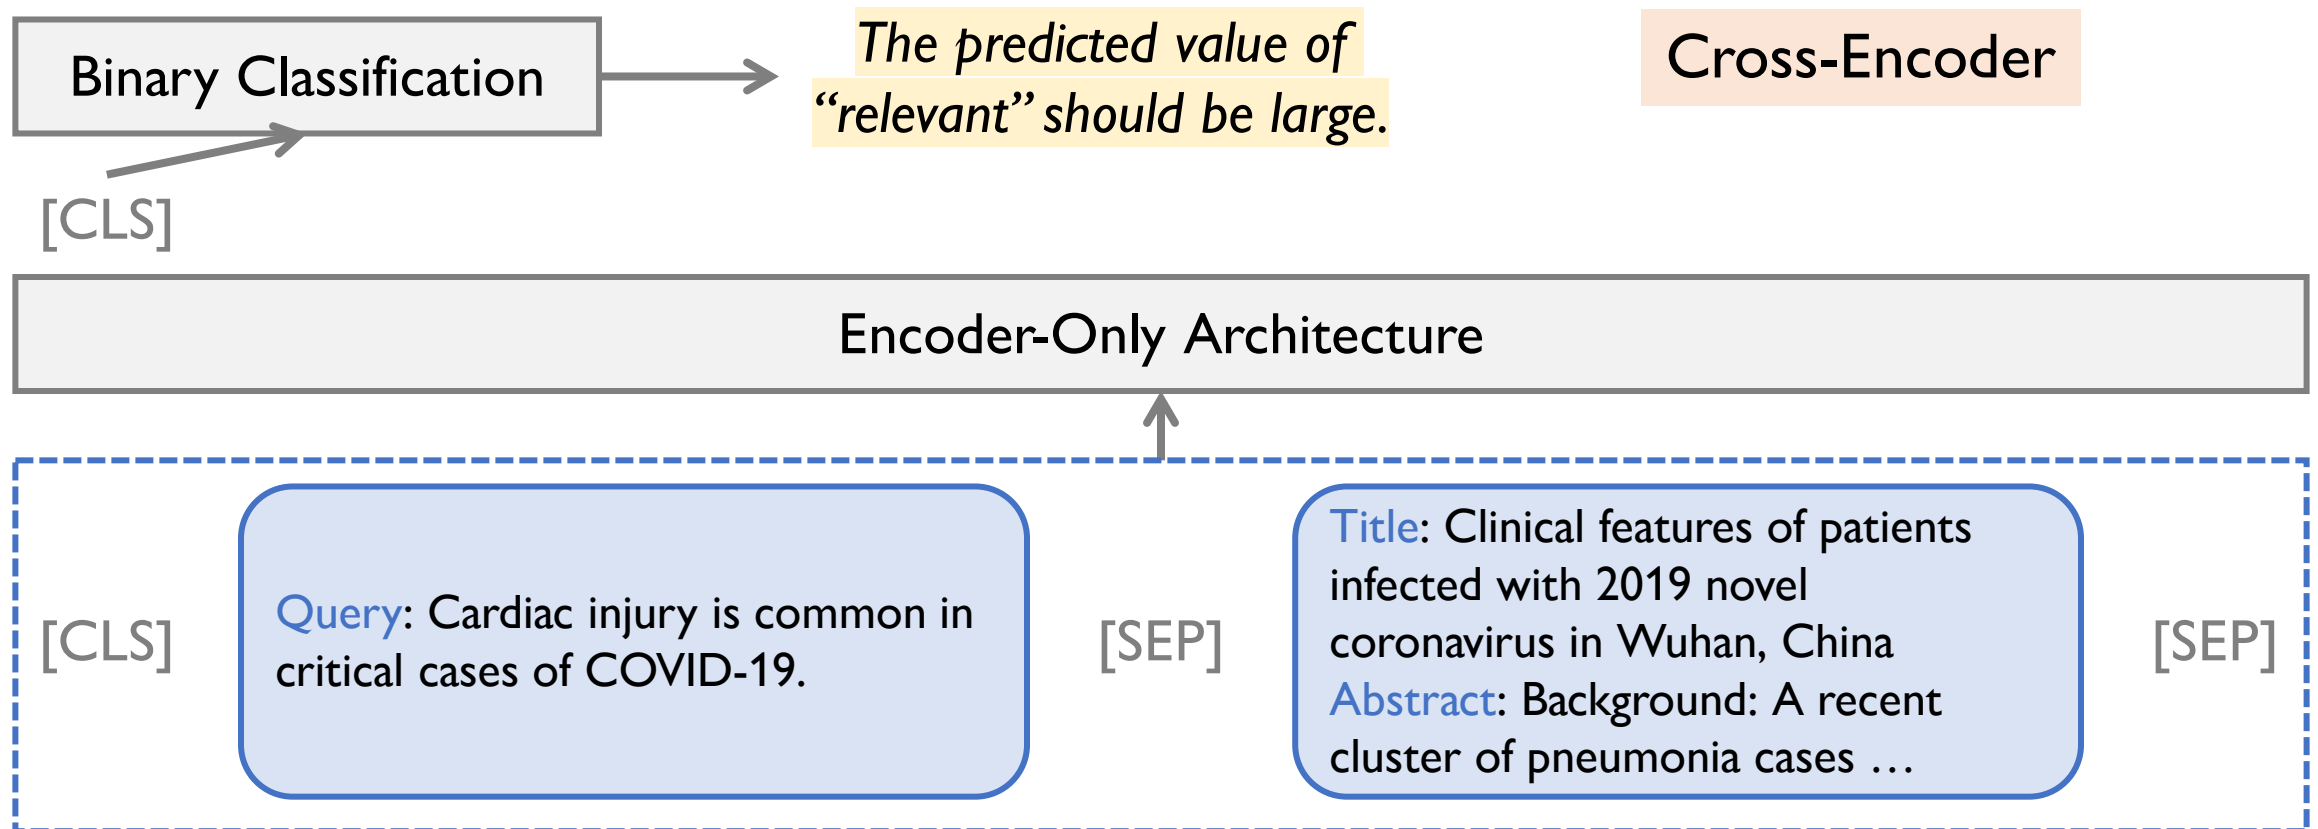 Binary Classification
The predicted value of
“relevant” should be large.
Cross-Encoder
[CLS]
Encoder-Only Architecture
[CLS]
Query: Cardiac injury is common in
critical cases of COVID-19.
[SEP]
Title: Clinical features of patients
infected with 2019 novel
coronavirus in Wuhan, China
Abstract: Background: A recent
cluster of pneumonia cases …
[SEP]